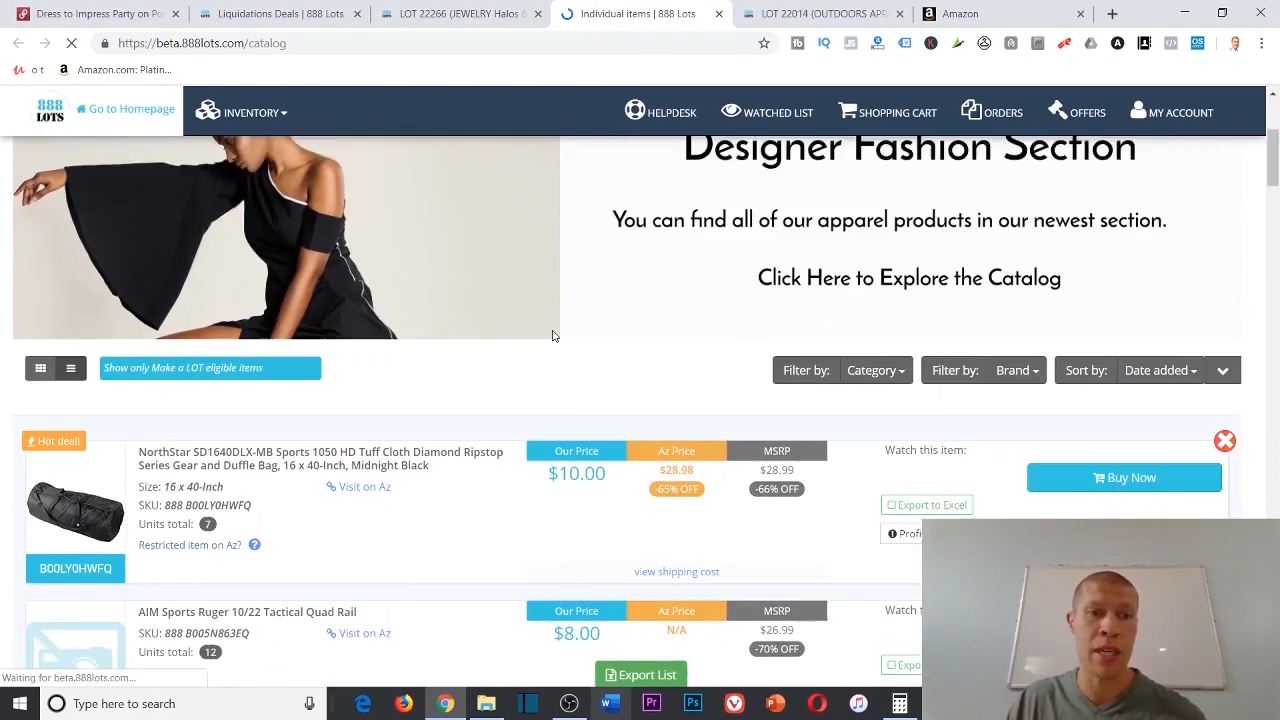 Dress to Impress Party on Po
Liquidations Deals | 888 Lots
LOT 22266 (JEWELRY Halos &
Individual items | 888 Lots
LOT 22014 (OUTDOORS APPA
Amazon
https://beta.888lots.com/catalog
o t
Amazon.com: Platin...
888 LOTS
Go to Homepage
INVENTORY
HELPDESK
WATCHED LIST
SHOPPING CART
ORDERS
OFFERS
MY ACCOUNT
Designer Fashion Section
You can find all of our apparel products in our newest section.
Click Here to Explore the Catalog
Show only Make a LOT eligible items
Filter by: Category
Filter by: Brand
Sort by: Date added
Hot deal!
NorthStar SD1640DLX-MB Sports 1050 HD Tuff Cloth Diamond Ripstop
Series Gear and Duffle Bag, 16 x 40-Inch, Midnight Black
Size: 16 x 40-Inch
Visit on Az
SKU: 888 B00LY0HWFQ
Units total: 7
Restricted item on Az?
B00LY0HWFQ
Our Price
Az Price
MSRP
$10.00
$28.98
$28.99
-65% OFF
-66% OFF
view shipping cost
Watch this item:
Buy Now
Export to Excel
Profi
AIM Sports Ruger 10/22 Tactical Quad Rail
SKU: 888 B005N863EQ
Visit on Az
Units total: 12
Our Price
Az Price
MSRP
$8.00
N/A
$26.99
-70% OFF
Watch t
Expo
Export List
Waiting for beta.888lots.com...
Type here to search